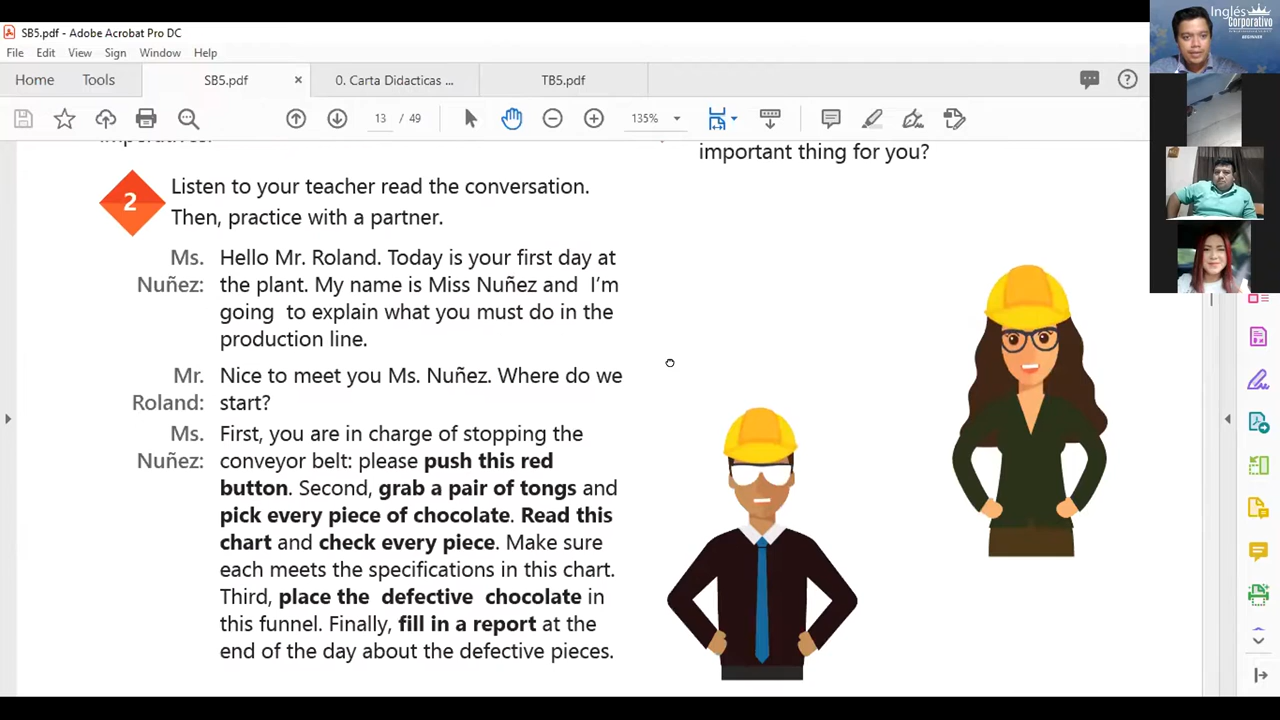 SB5.pdf - Adobe Acrobat Pro DC
File Edit View Sign Window Help
Home Tools SB5.pdf × 0. Carta Didacticas ... TB5.pdf
13 / 49 135%
imperatives.
important thing for you?
2
Listen to your teacher read the conversation.
Then, practice with a partner.
Ms. Hello Mr. Roland. Today is your first day at
Nuñez: the plant. My name is Miss Nuñez and I'm
going to explain what you must do in the
production line.
Mr. Nice to meet you Ms. Nuñez. Where do we
Roland: start?
Ms. First, you are in charge of stopping the
Nuñez: conveyor belt: please push this red
button. Second, grab a pair of tongs and
pick every piece of chocolate. Read this
chart and check every piece. Make sure
each meets the specifications in this chart.
Third, place the defective chocolate in
this funnel. Finally, fill in a report at the
end of the day about the defective pieces.
Inglés
Corporativo
BEGINNER